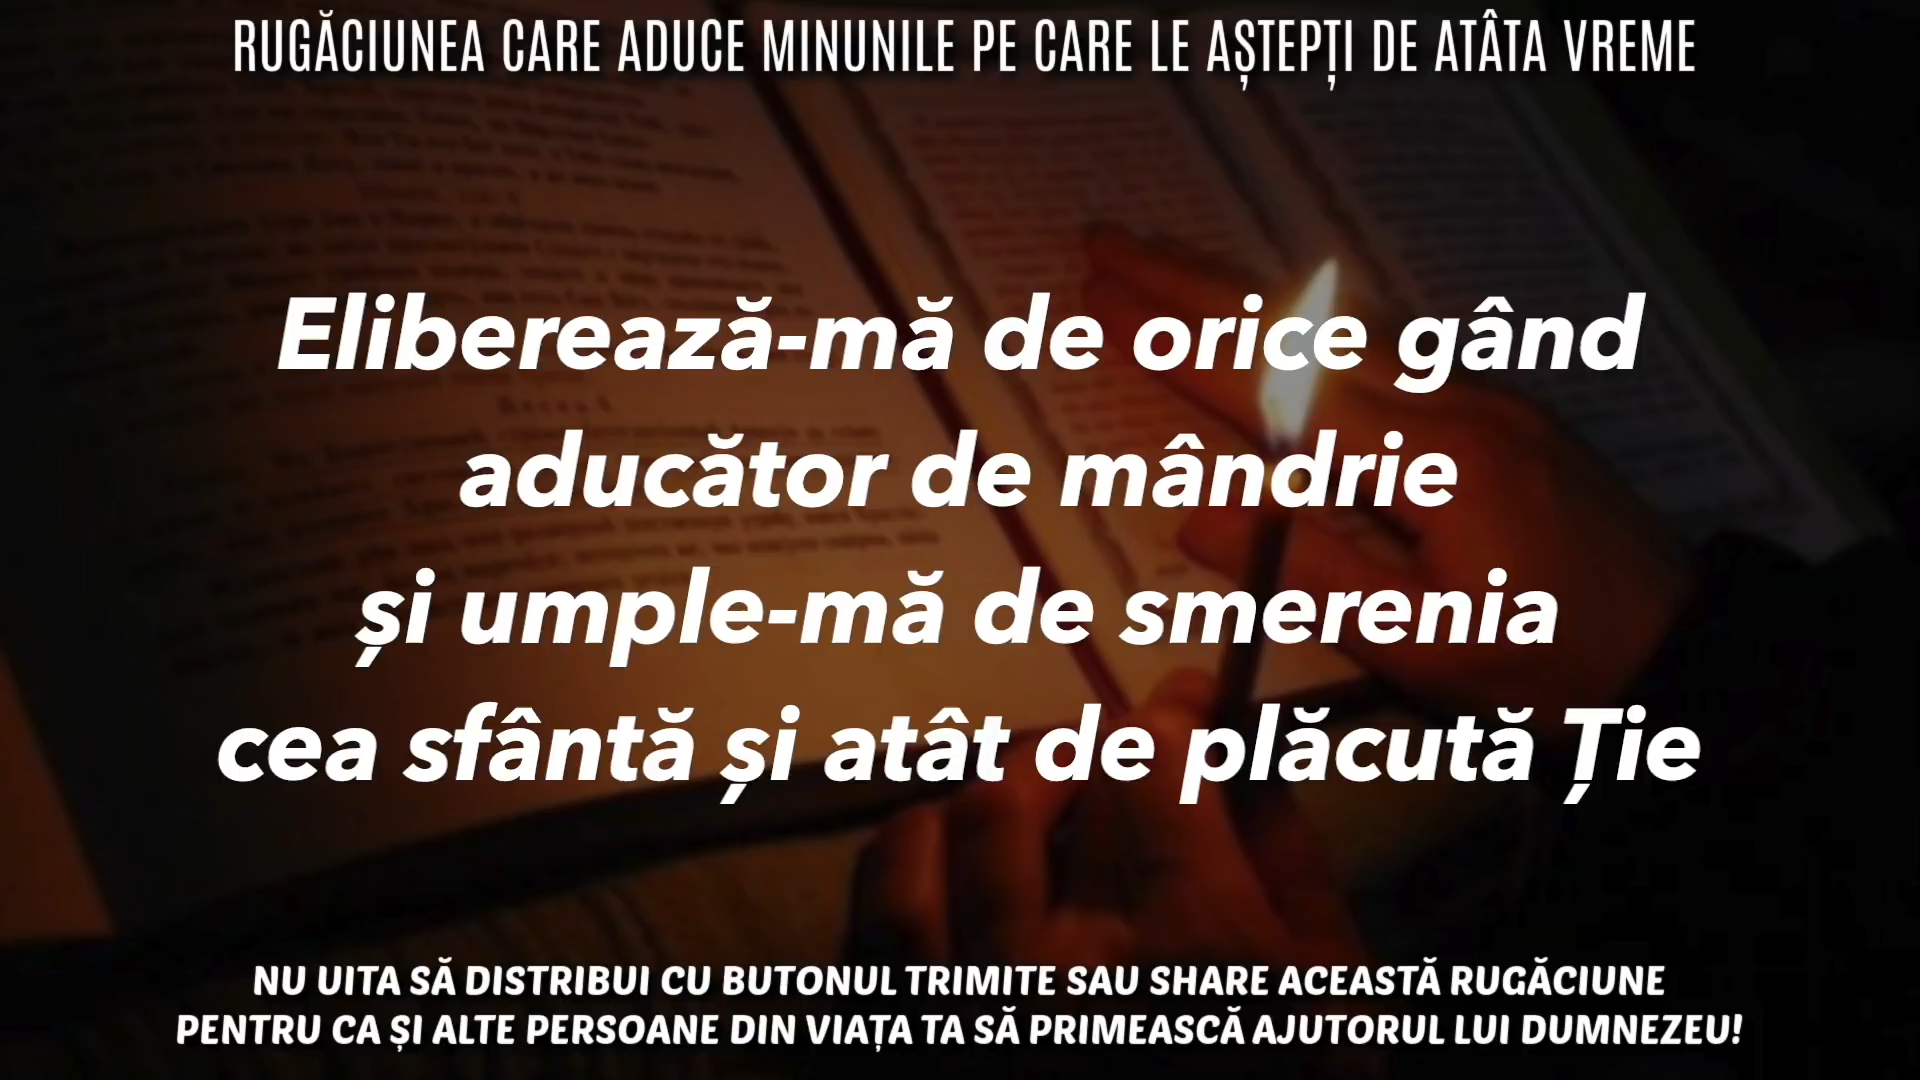 RUGĂCIUNEA CARE ADUCE MINUNILE PE CARE LE AȘTEPȚI DE ATÂTA VREME
Eliberează-mă de orice gând
aducător de mândrie
și umple-mă de smerenia
cea sfântă și atât de plăcută Ție
NU UITA SĂ DISTRIBUI CU BUTONUL TRIMITE SAU SHARE ACEASTĂ RUGĂCIUNE
PENTRU CA ȘI ALTE PERSOANE DIN VIAȚA TA SĂ PRIMEASCĂ AJUTORUL LUI DUMNEZEU!